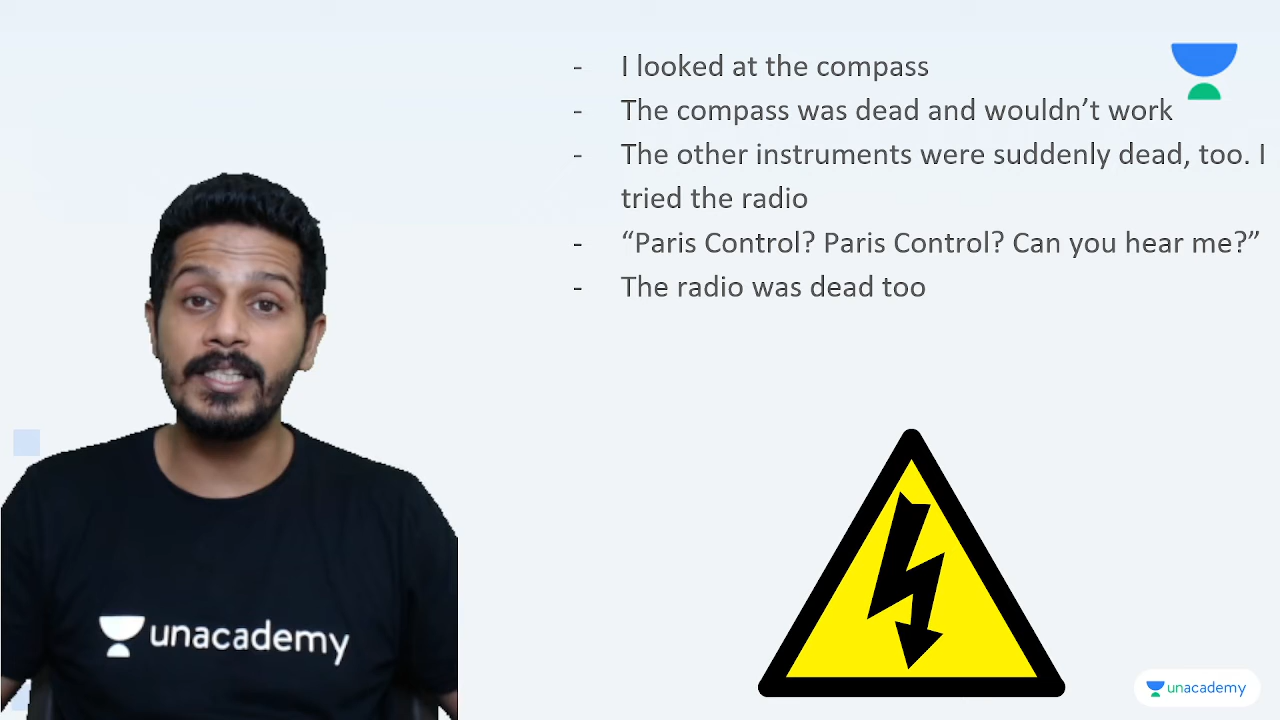 - I looked at the compass
- The compass was dead and wouldn’t work
- The other instruments were suddenly dead, too. I
tried the radio
- “Paris Control? Paris Control? Can you hear me?”
- The radio was dead too
unacademy
unacademy